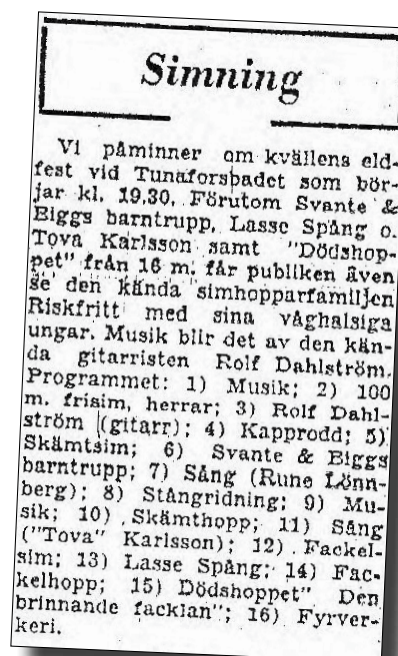 Simning
Vi påminner om kvällens eld-
fest vid Tunaforsbadet som bör-
jar kl. 19.30. Förutom Svante &
Biggs barntrupp, Lasse Spång o.
Tova Karlsson samt "Dödshop-
pet" från 16 m. får publiken även
se den kända simhopparfamiljen
Riskfritt med sina våghalsiga
ungar. Musik blir det av den kän-
da gitarristen Rolf Dahlström.
Programmet: 1) Musik; 2) 100
m. frisim, herrar; 3) Rolf Dahl-
ström (gitarr); 4) Kapprodd; 5)
Skämtsim; 6) Svante & Biggs
barntrupp; 7) Sång (Rune Lönn-
berg); 8) Stångridning; 9) Mu-
sik; 10) Skämthopp; 11) Sång
("Tova" Karlsson); 12) Fackel-
sim; 13) Lasse Spång; 14) Fac-
kelhopp; 15) Dödshoppet" Den
brinnande facklan"; 16) Fyrver-
keri.